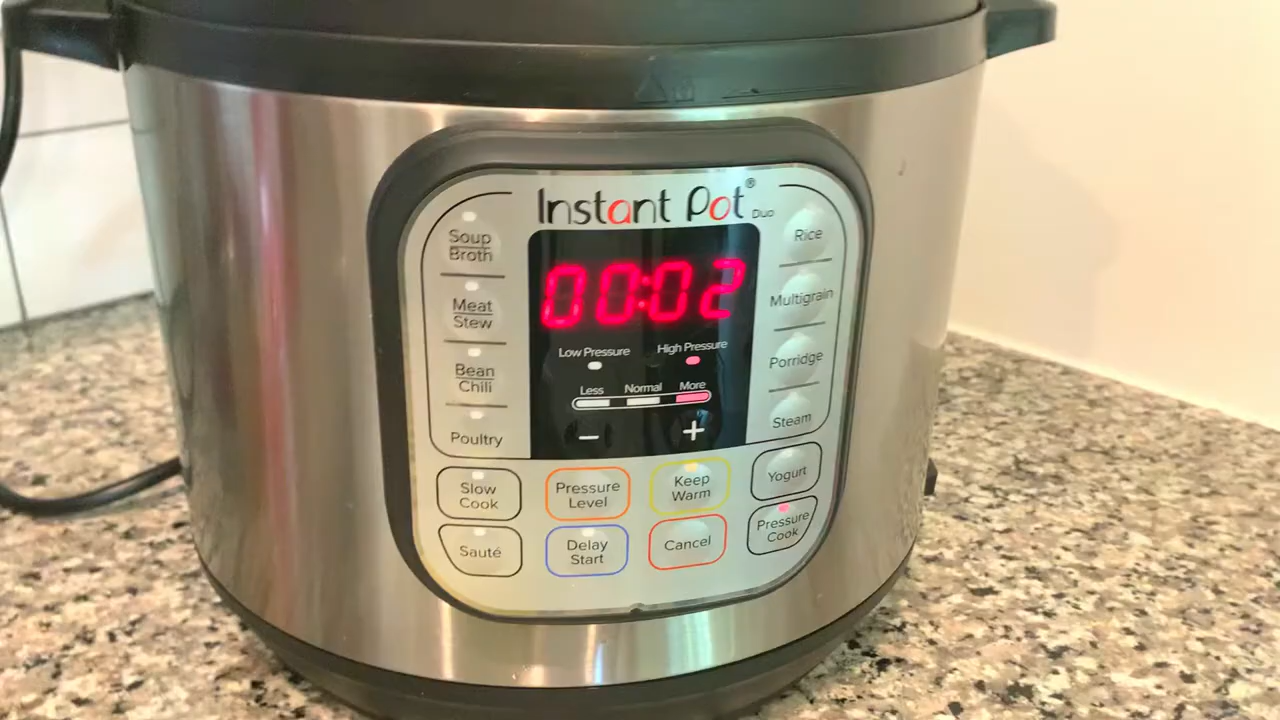 Instant Pot® Duo
00:02
Low Pressure High Pressure
Less Normal More
− +
Soup
Broth
Meat
Stew
Bean
Chili
Poultry
Rice
Multigrain
Porridge
Steam
Slow
Cook
Pressure
Level
Keep
Warm
Yogurt
Sauté
Delay
Start
Cancel
Pressure
Cook